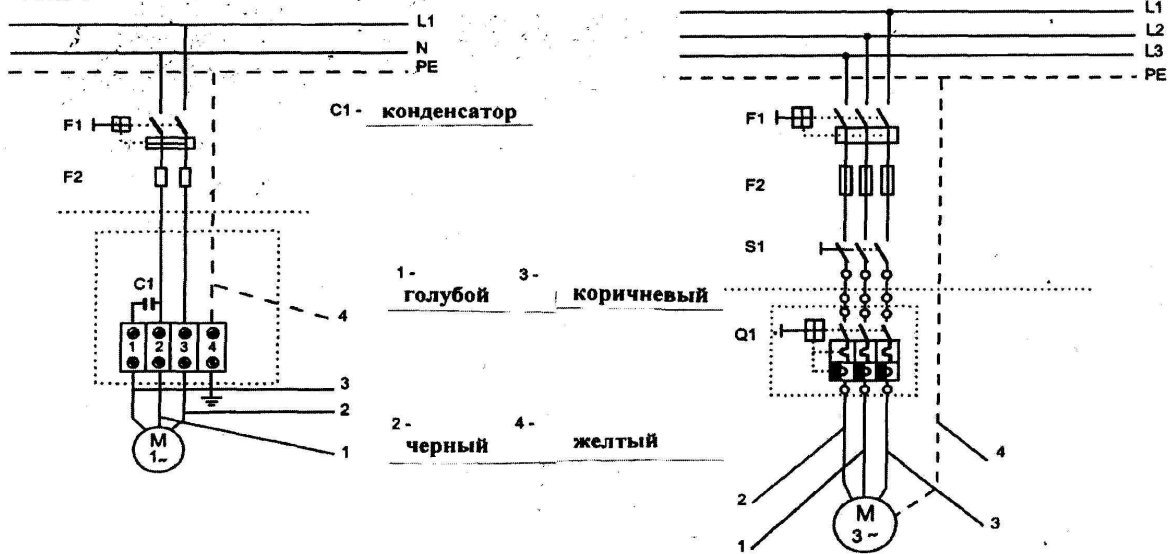 L1
N
PE
F1
C1 - конденсатор
F2
C1
1 2 3 4
4
3
2
1
M
1~
1 - голубой
3 - коричневый
2 - черный
4 - желтый
L1
L2
L3
PE
F1
F2
S1
Q1
2
1
4
3
M
3~